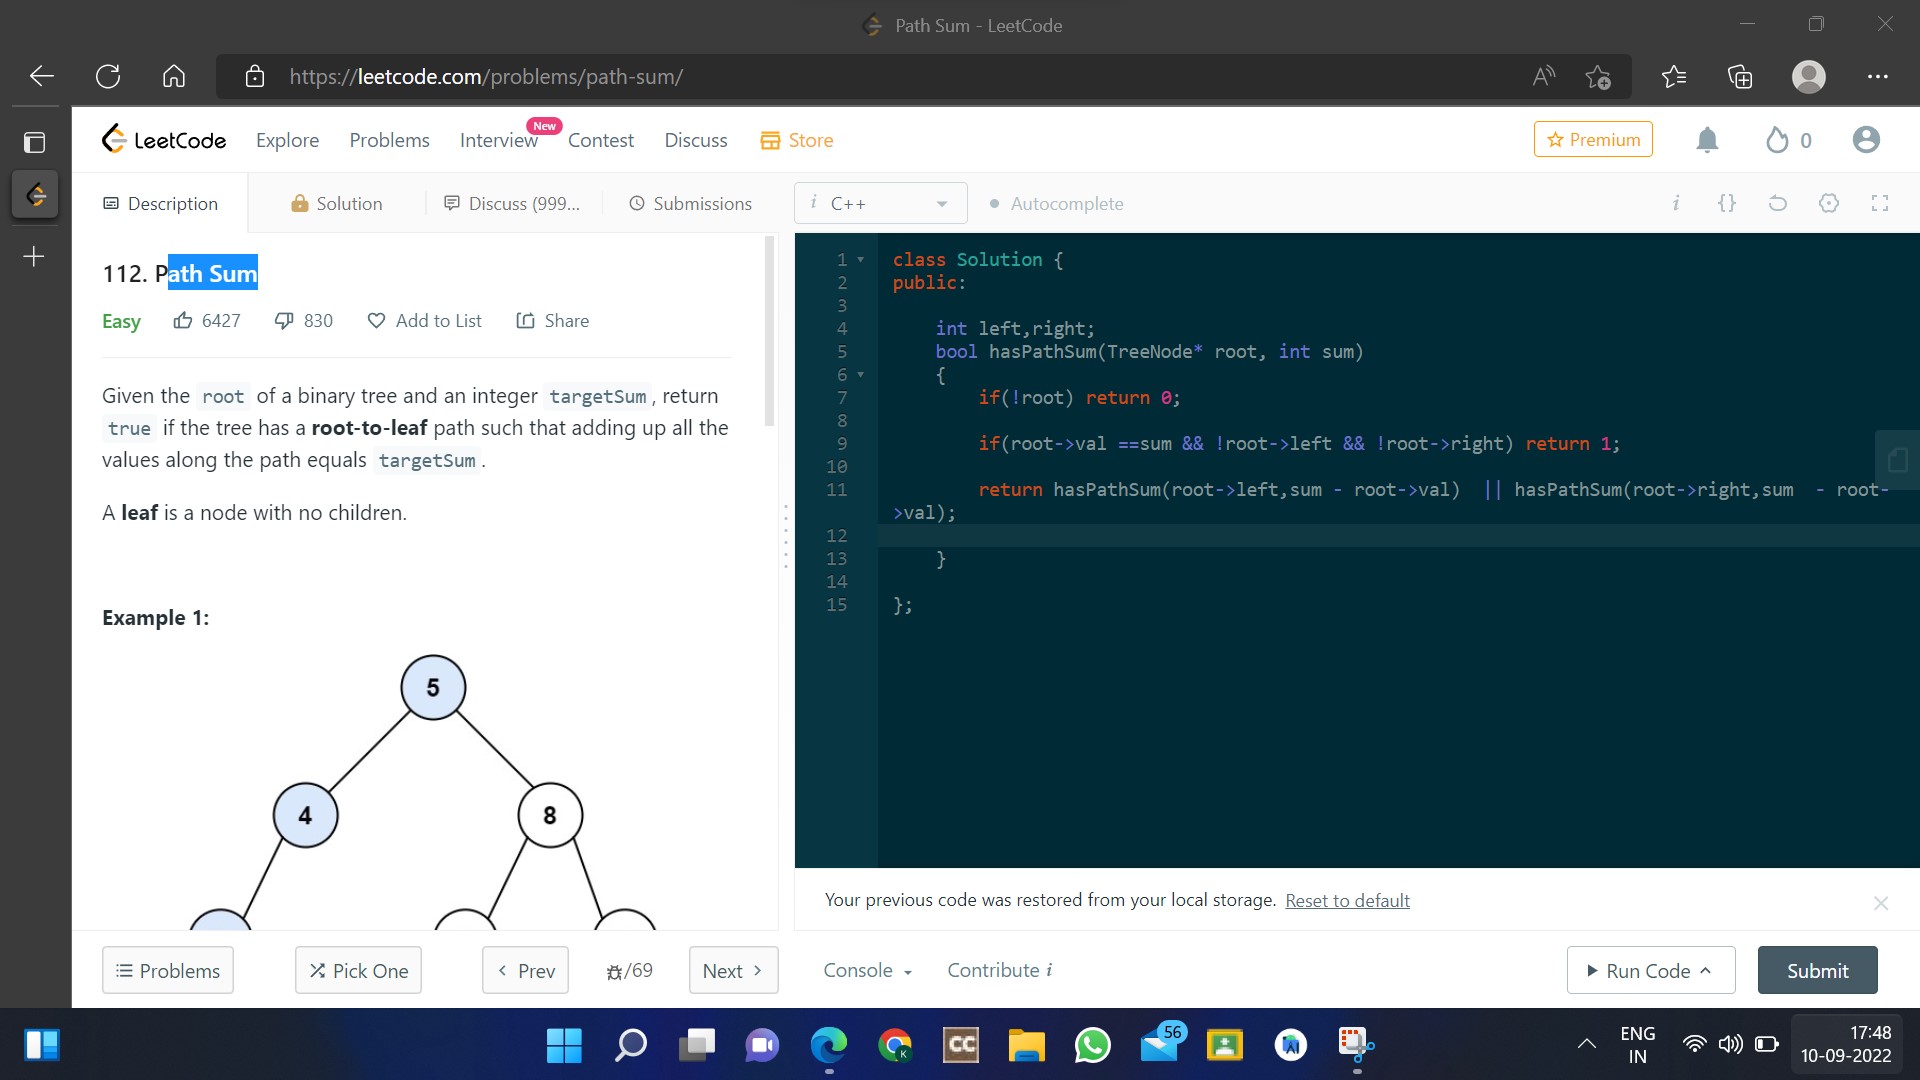 Path Sum - LeetCode
https://leetcode.com/problems/path-sum/
LeetCode Explore Problems Interview New Contest Discuss Store Premium 0
Description Solution Discuss (999... Submissions i C++ Autocomplete i {}
112. Path Sum
Easy 6427 830 Add to List Share
Given the root of a binary tree and an integer targetSum, return
true if the tree has a root-to-leaf path such that adding up all the
values along the path equals targetSum.
A leaf is a node with no children.
Example 1:
5
4 8
1 class Solution {
2 public:
3
4 int left,right;
5 bool hasPathSum(TreeNode* root, int sum)
6 {
7 if(!root) return 0;
8
9 if(root->val ==sum && !root->left && !root->right) return 1;
10
11 return hasPathSum(root->left,sum - root->val)  || hasPathSum(root->right,sum  - root-
>val);
12
13 }
14
15 };
Your previous code was restored from your local storage. Reset to default
Problems Pick One Prev /69 Next Console Contribute i Run Code Submit
CC 56 K ENG
IN
17:48
10-09-2022